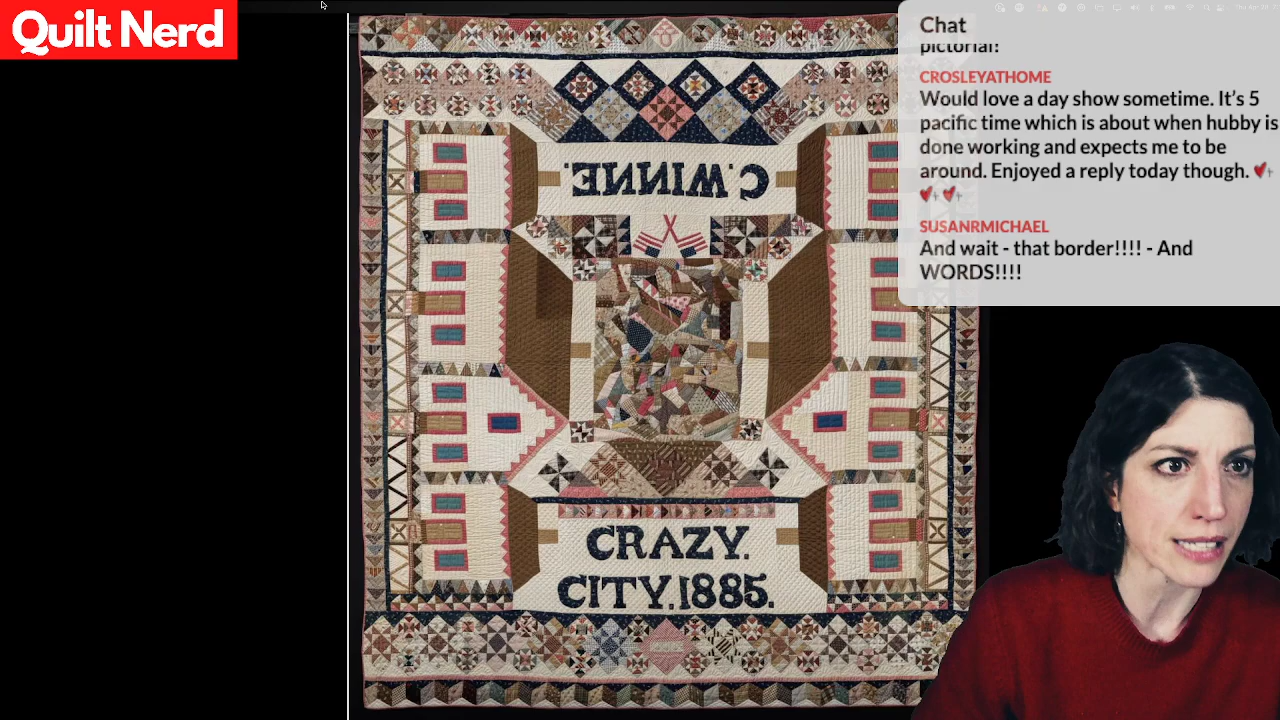 Quilt Nerd
Chat
pictorial!
CROSLEYATHOME
Would love a day show sometime. It's 5
pacific time which is about when hubby is
done working and expects me to be
around. Enjoyed a reply today though.
SUSANRMICHAEL
And wait - that border!!!! - And
WORDS!!!!
C.WINNE.
CRAZY.
CITY.1885.